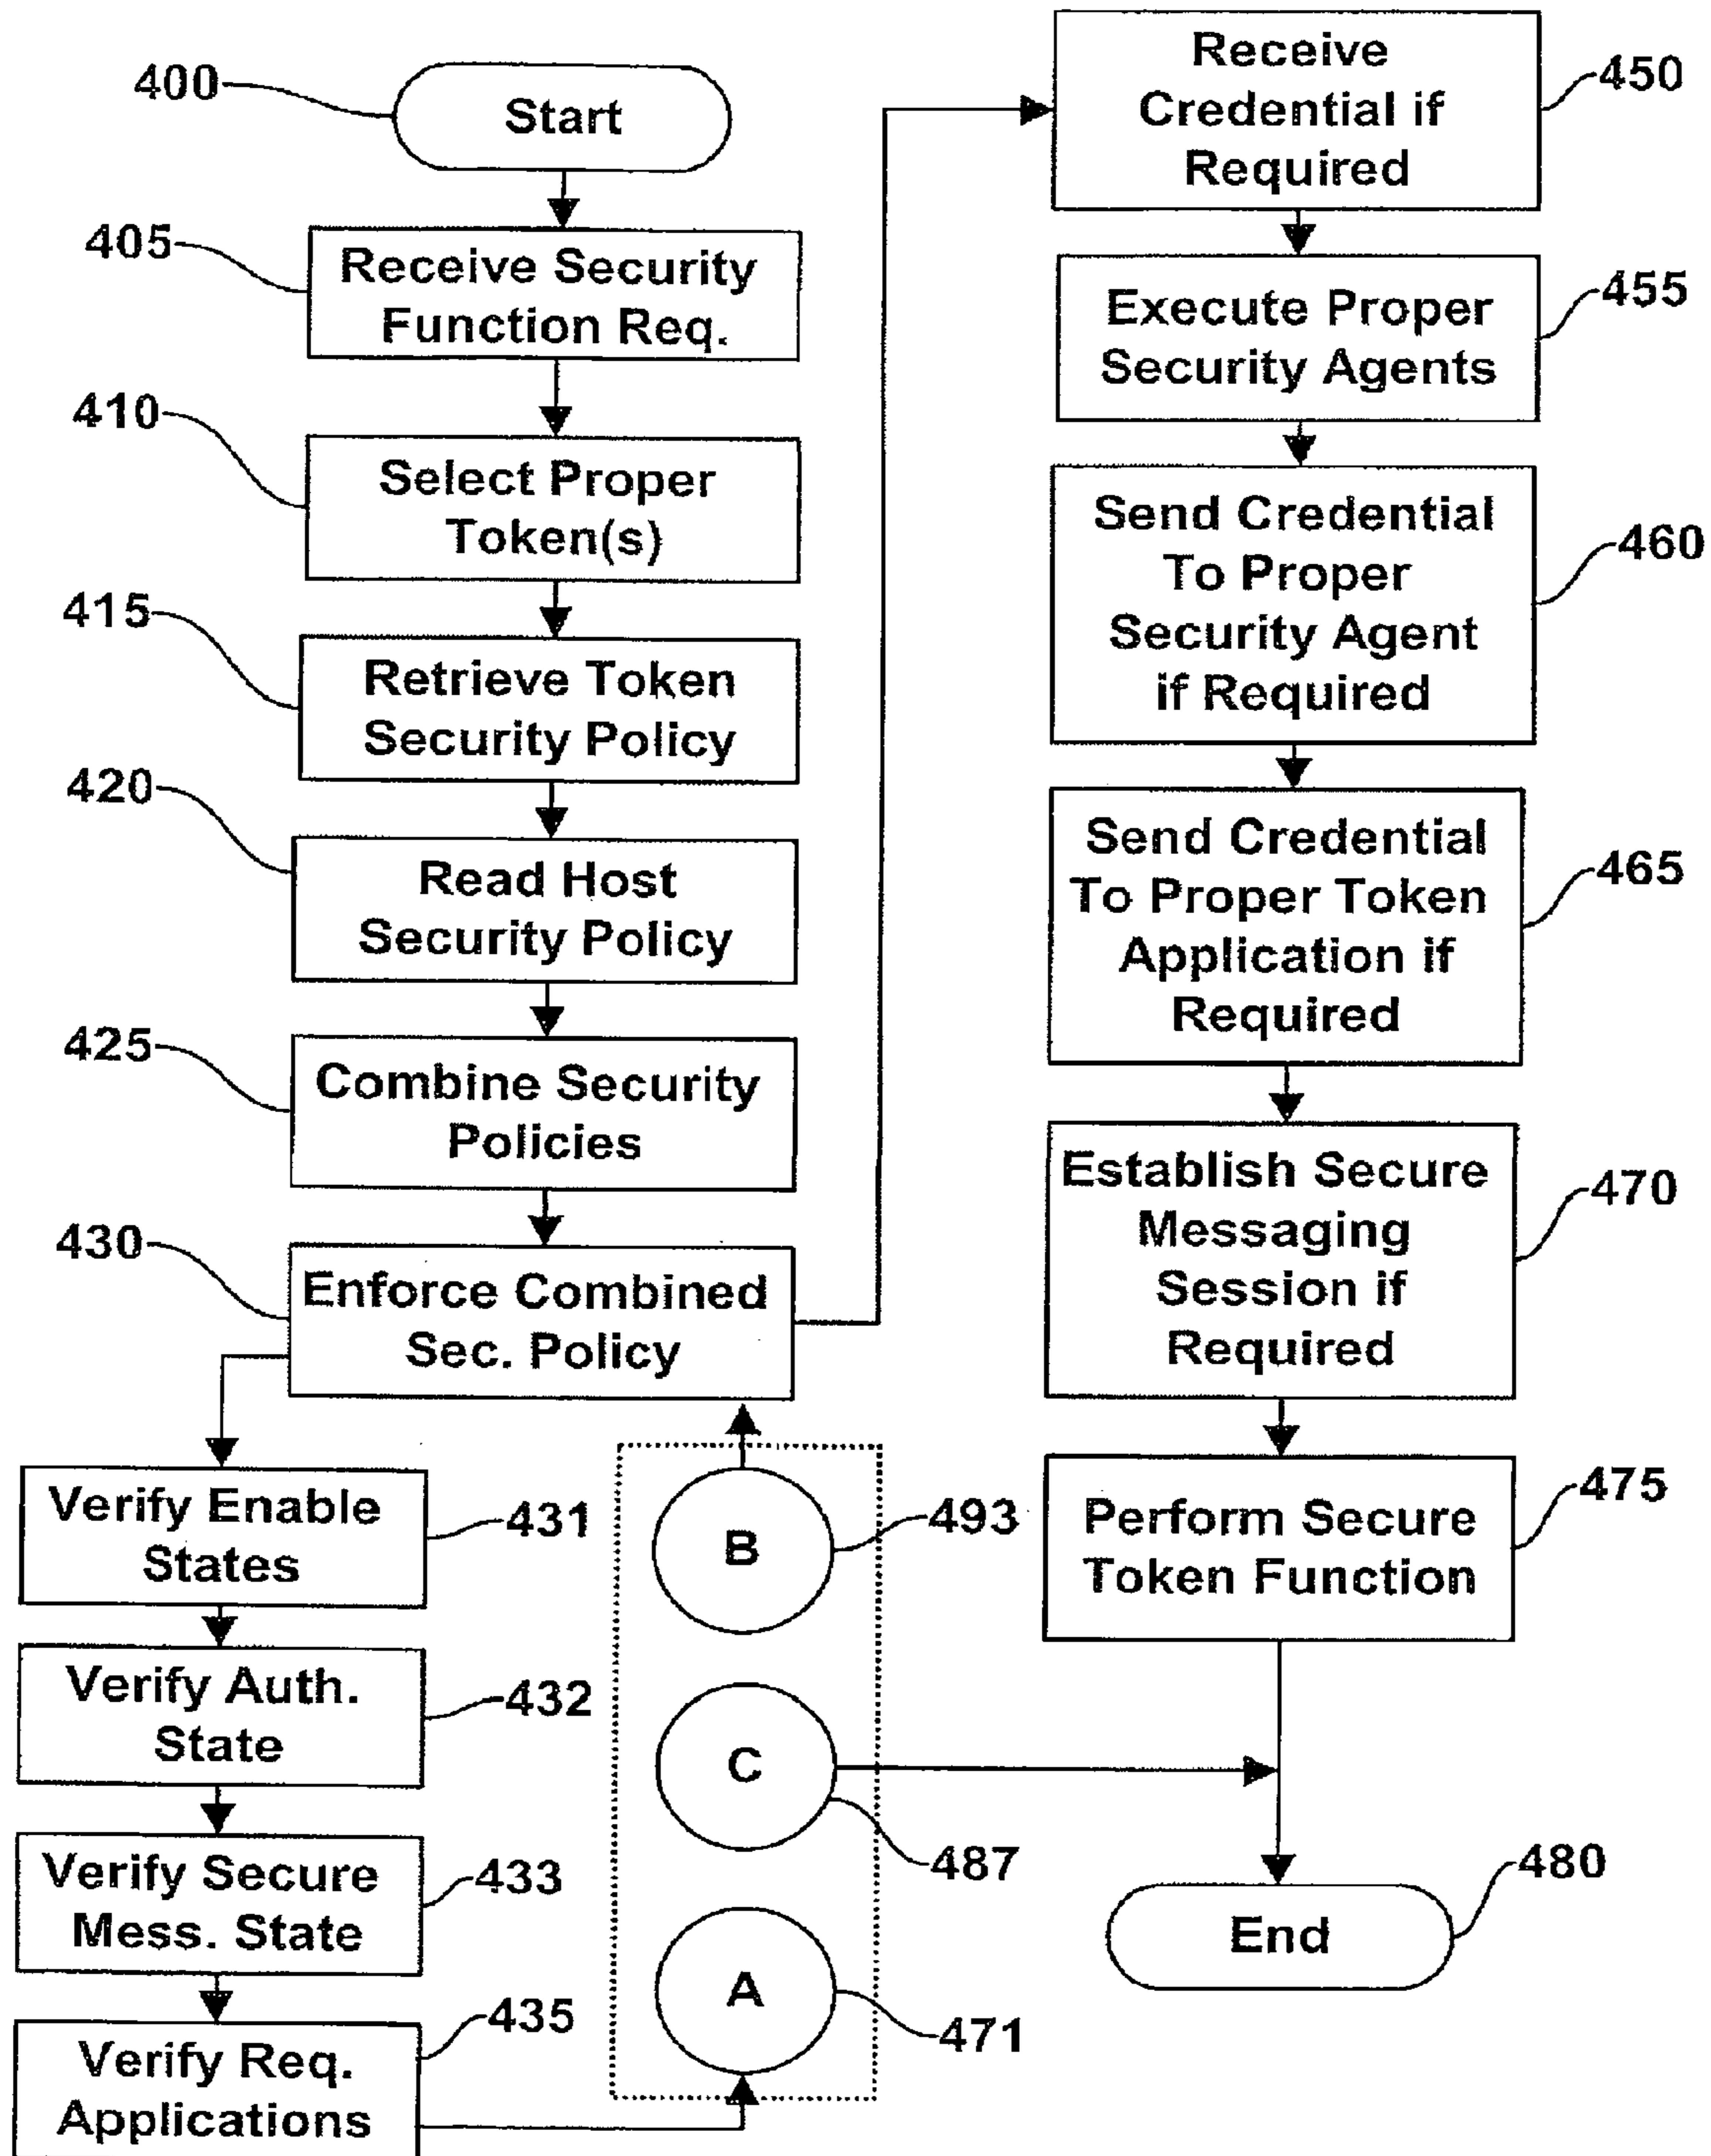 400
Start
405
Receive Security
Function Req.
410
Select Proper
Token(s)
415
Retrieve Token
Security Policy
420
Read Host
Security Policy
425
Combine Security
Policies
430
Enforce Combined
Sec. Policy
Verify Enable
States
431
Verify Auth.
State
432
Verify Secure
Mess. State
433
Verify Req.
Applications
435
B
493
C
487
A
471
Receive
Credential if
Required
450
Execute Proper
Security Agents
455
Send Credential
To Proper
Security Agent
if Required
460
Send Credential
To Proper Token
Application if
Required
465
Establish Secure
Messaging
Session if
Required
470
Perform Secure
Token Function
475
End
480